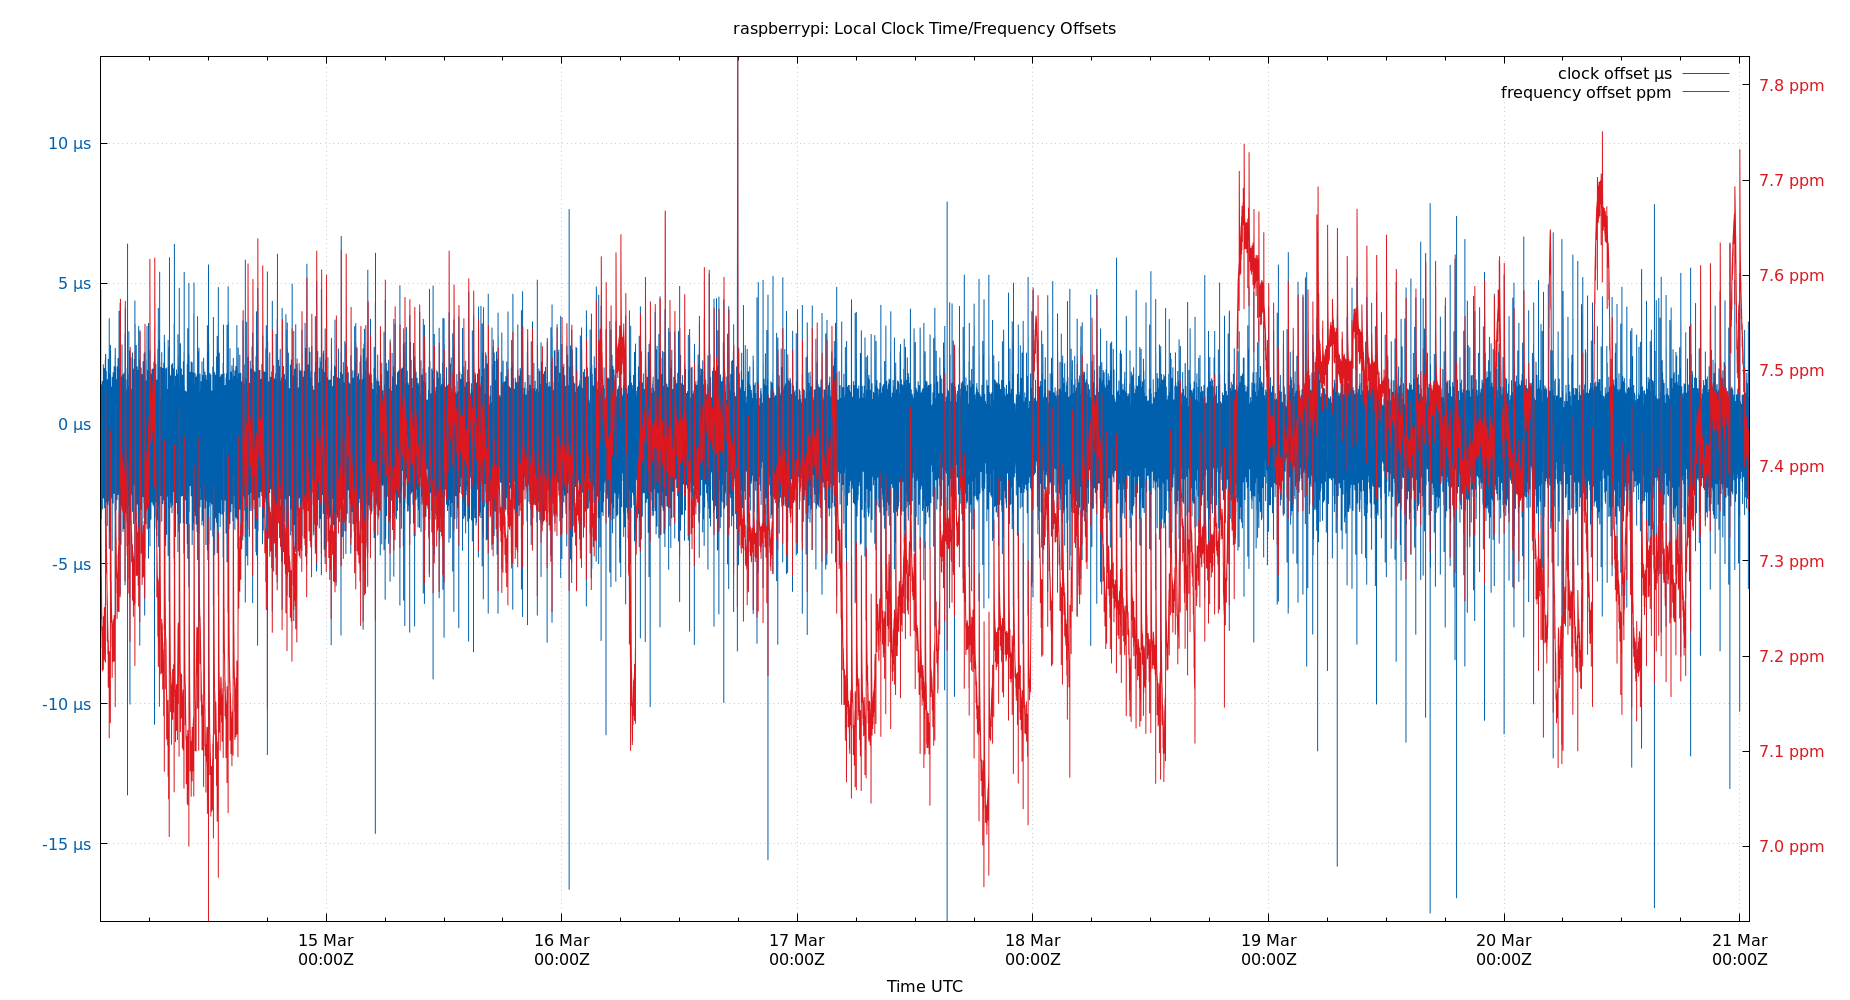 raspberrypi: Local Clock Time/Frequency Offsets
clock offset µs
frequency offset ppm
10 µs
5 µs
0 µs
-5 µs
-10 µs
-15 µs
7.8 ppm
7.7 ppm
7.6 ppm
7.5 ppm
7.4 ppm
7.3 ppm
7.2 ppm
7.1 ppm
7.0 ppm
15 Mar 16 Mar 17 Mar 18 Mar 19 Mar 20 Mar 21 Mar
00:00Z 00:00Z 00:00Z 00:00Z 00:00Z 00:00Z 00:00Z
Time UTC